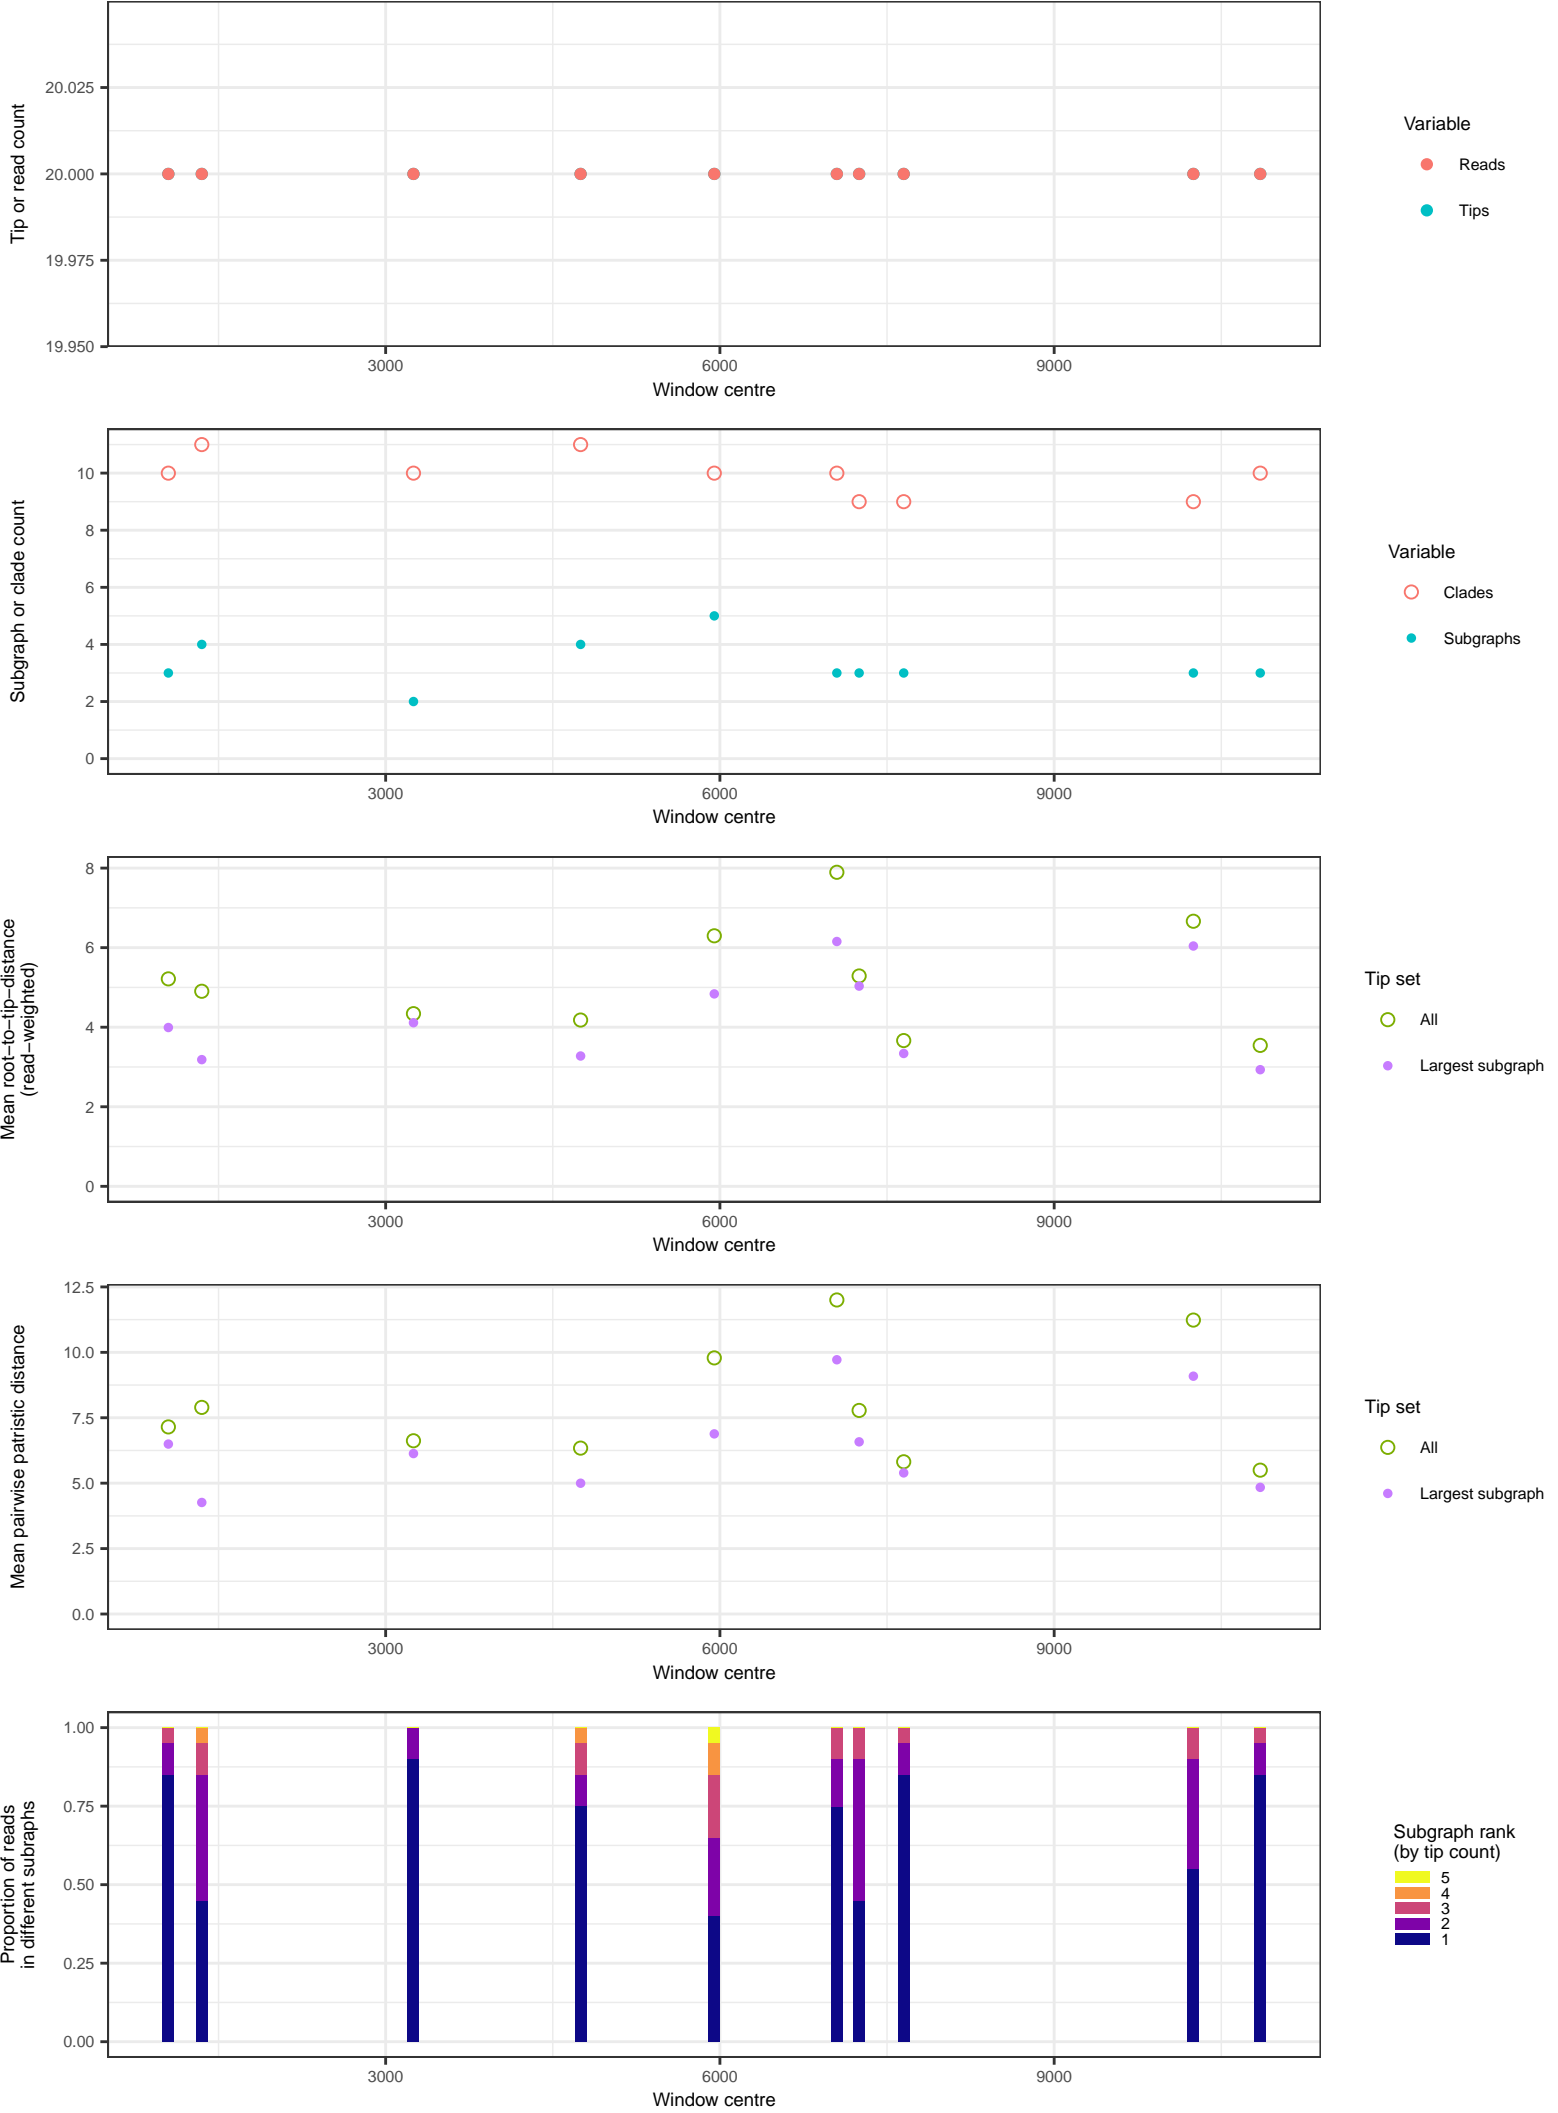 Tip or read count
20.025
20.000
19.975
19.950
3000
6000
9000
Window centre
Variable
Reads
Tips
Subgraph or clade count
10
8
6
4
2
0
3000
6000
9000
Window centre
Variable
Clades
Subgraphs
Mean root−to−tip−distance
(read−weighted)
8
6
4
2
0
3000
6000
9000
Window centre
Tip set
All
Largest subgraph
Mean pairwise patristic distance
12.5
10.0
7.5
5.0
2.5
0.0
3000
6000
9000
Window centre
Tip set
All
Largest subgraph
Proportion of reads
in different subraphs
1.00
0.75
0.50
0.25
0.00
3000
6000
9000
Window centre
Subgraph rank
(by tip count)
5
4
3
2
1